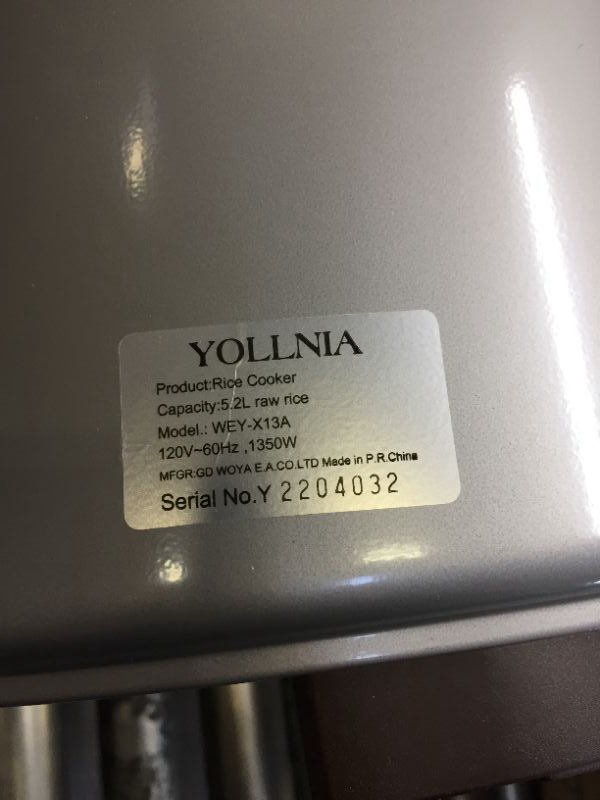 YOLLNIA
Product:Rice Cooker
Capacity:5.2L raw rice
Model.: WEY-X13A
120V~60Hz ,1350W
MFGR:GD WOYA E.A.CO.LTD Made in P.R.China
Serial No.Y 2204032